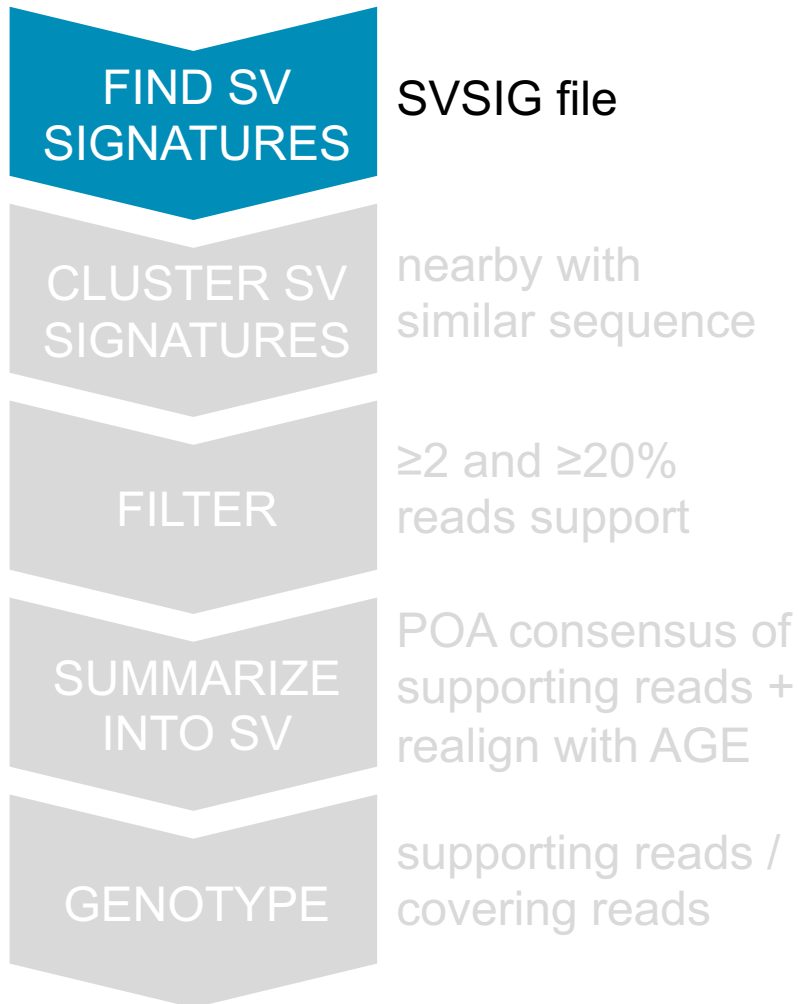 FIND SV
SIGNATURES
SVSIG file
CLUSTER SV
SIGNATURES
nearby with
similar sequence
FILTER
≥2 and ≥20%
reads support
SUMMARIZE
INTO SV
POA consensus of
supporting reads +
realign with AGE
GENOTYPE
supporting reads /
covering reads